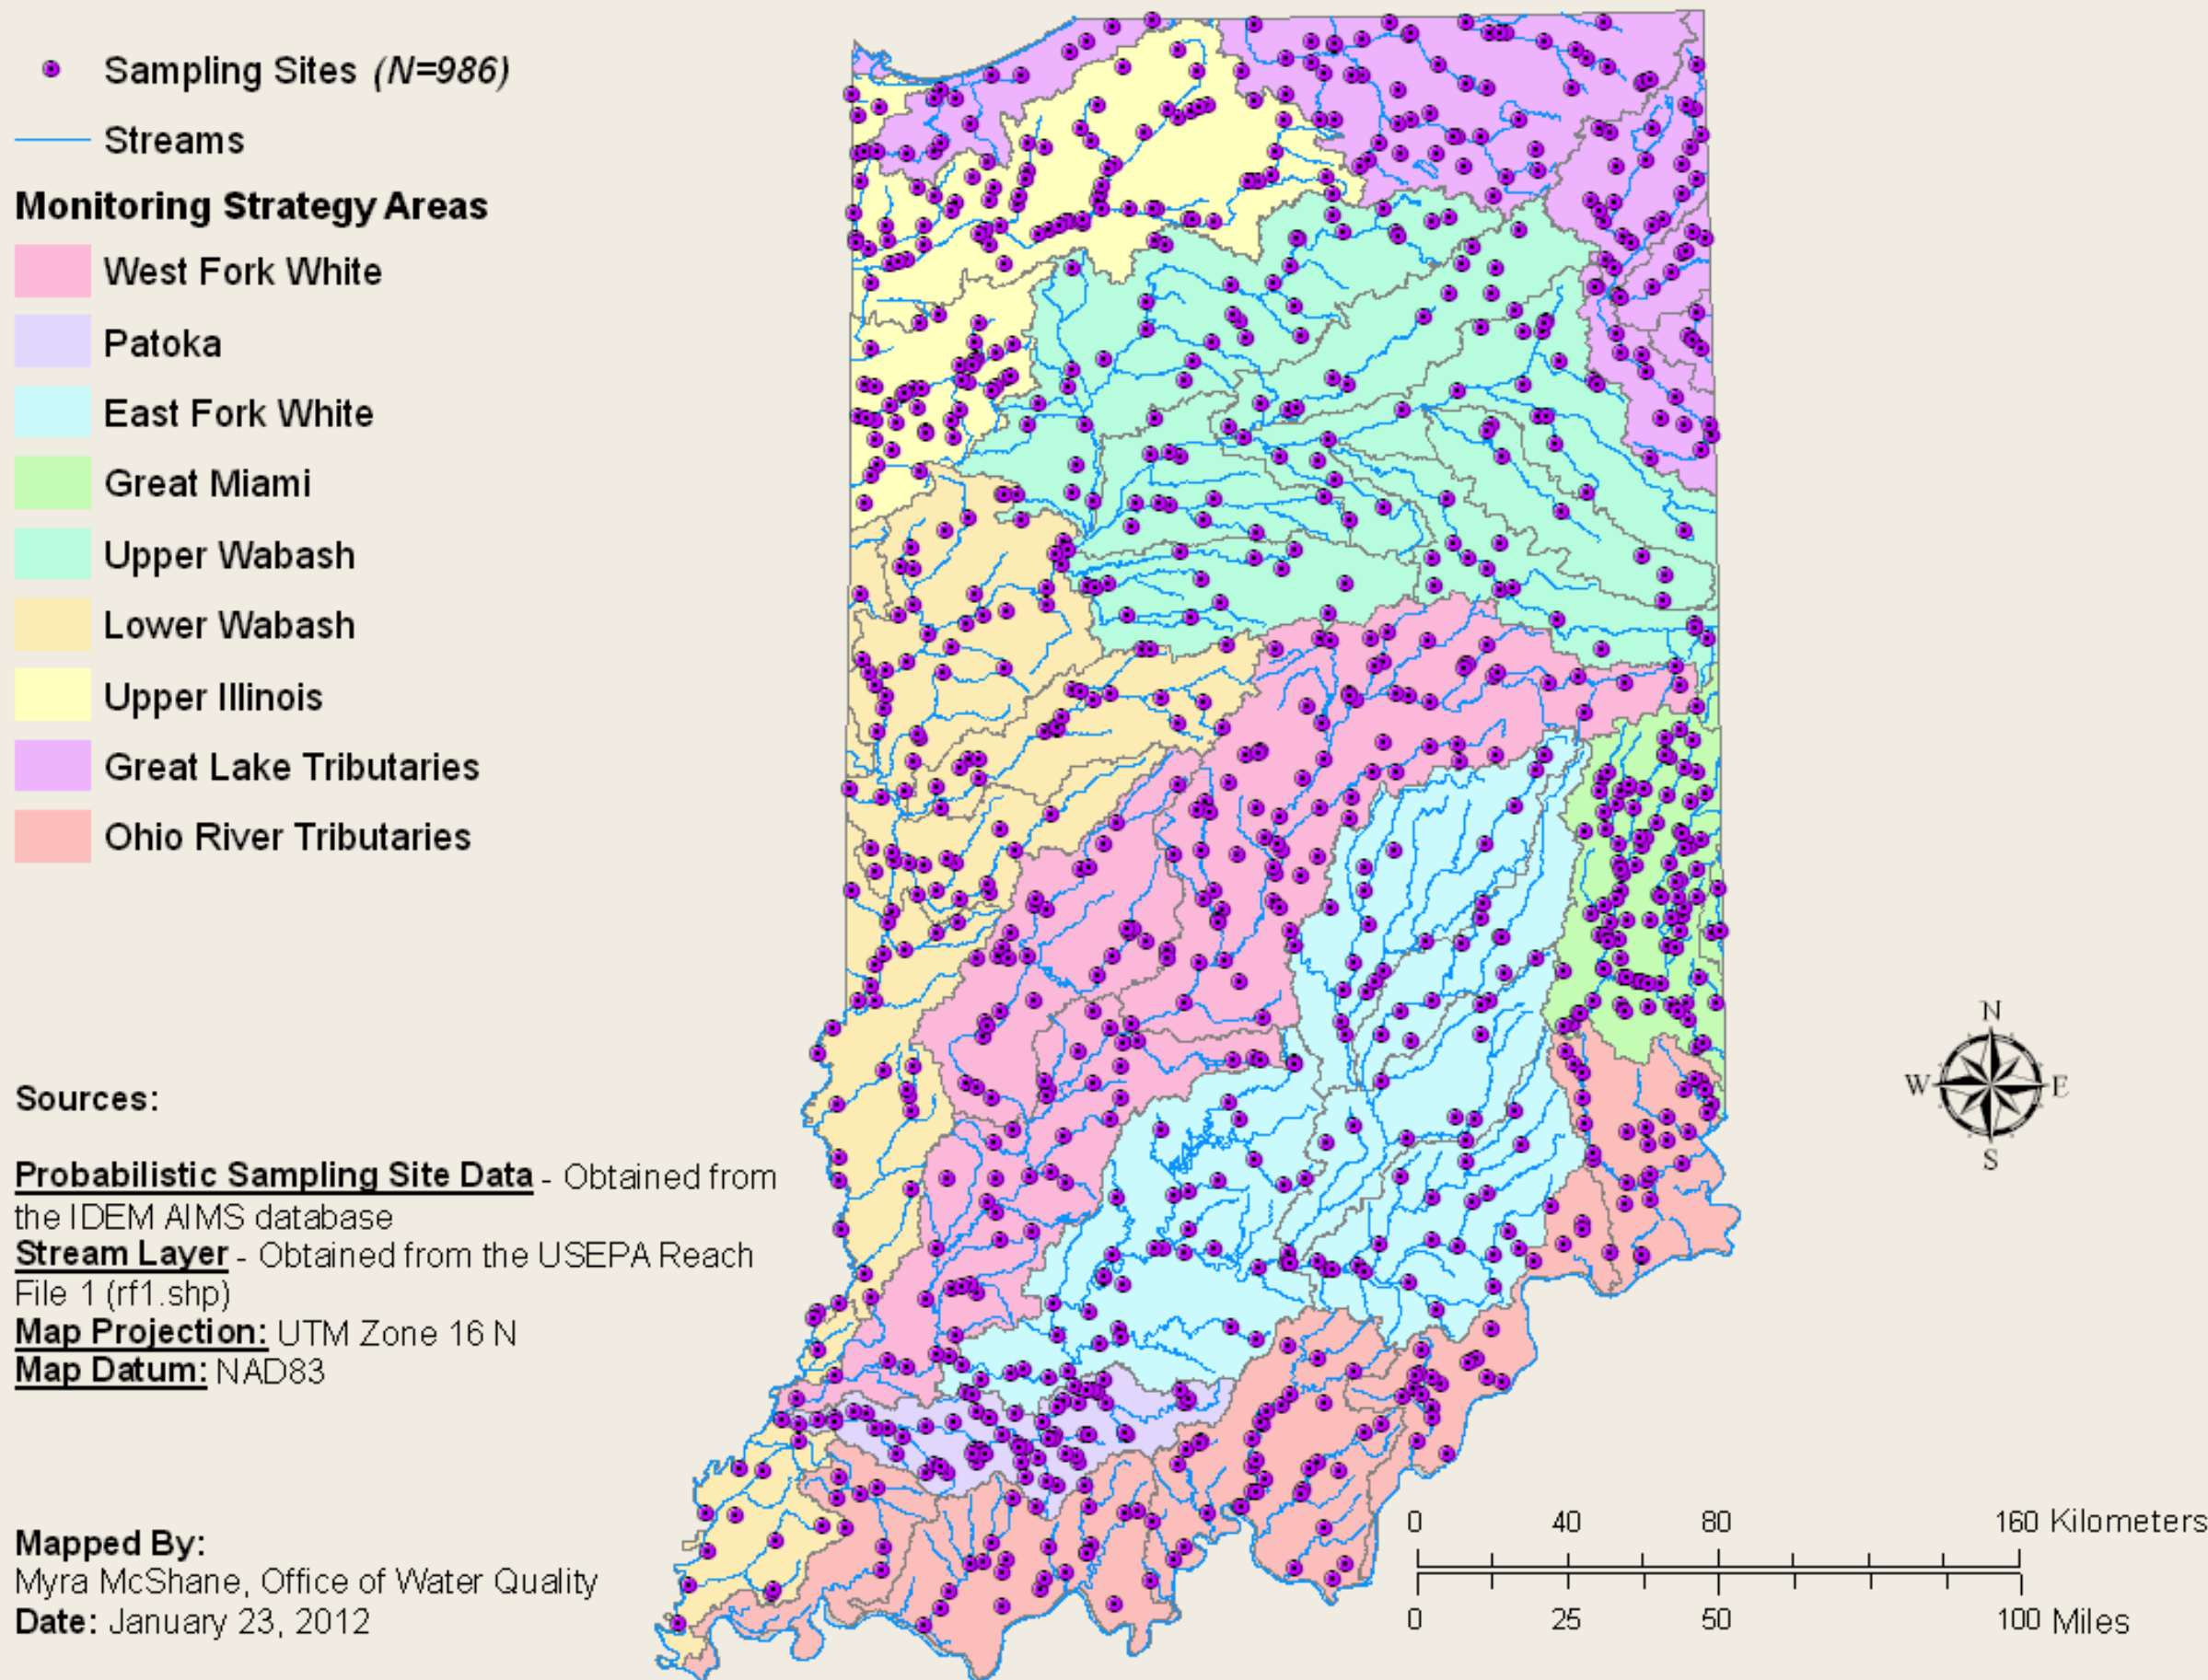 Sampling Sites (N=986)
Streams
Monitoring Strategy Areas
West Fork White
Patoka
East Fork White
Great Miami
Upper Wabash
Lower Wabash
Upper Illinois
Great Lake Tributaries
Ohio River Tributaries
Sources:
Probabilistic Sampling Site Data - Obtained from
the IDEM AIMS database
Stream Layer - Obtained from the USEPA Reach
File 1 (rf1.shp)
Map Projection: UTM Zone 16 N
Map Datum: NAD83
Mapped By:
Myra McShane, Office of Water Quality
Date: January 23, 2012
N
W E
S
0 40 80 160 Kilometers
0 25 50 100 Miles